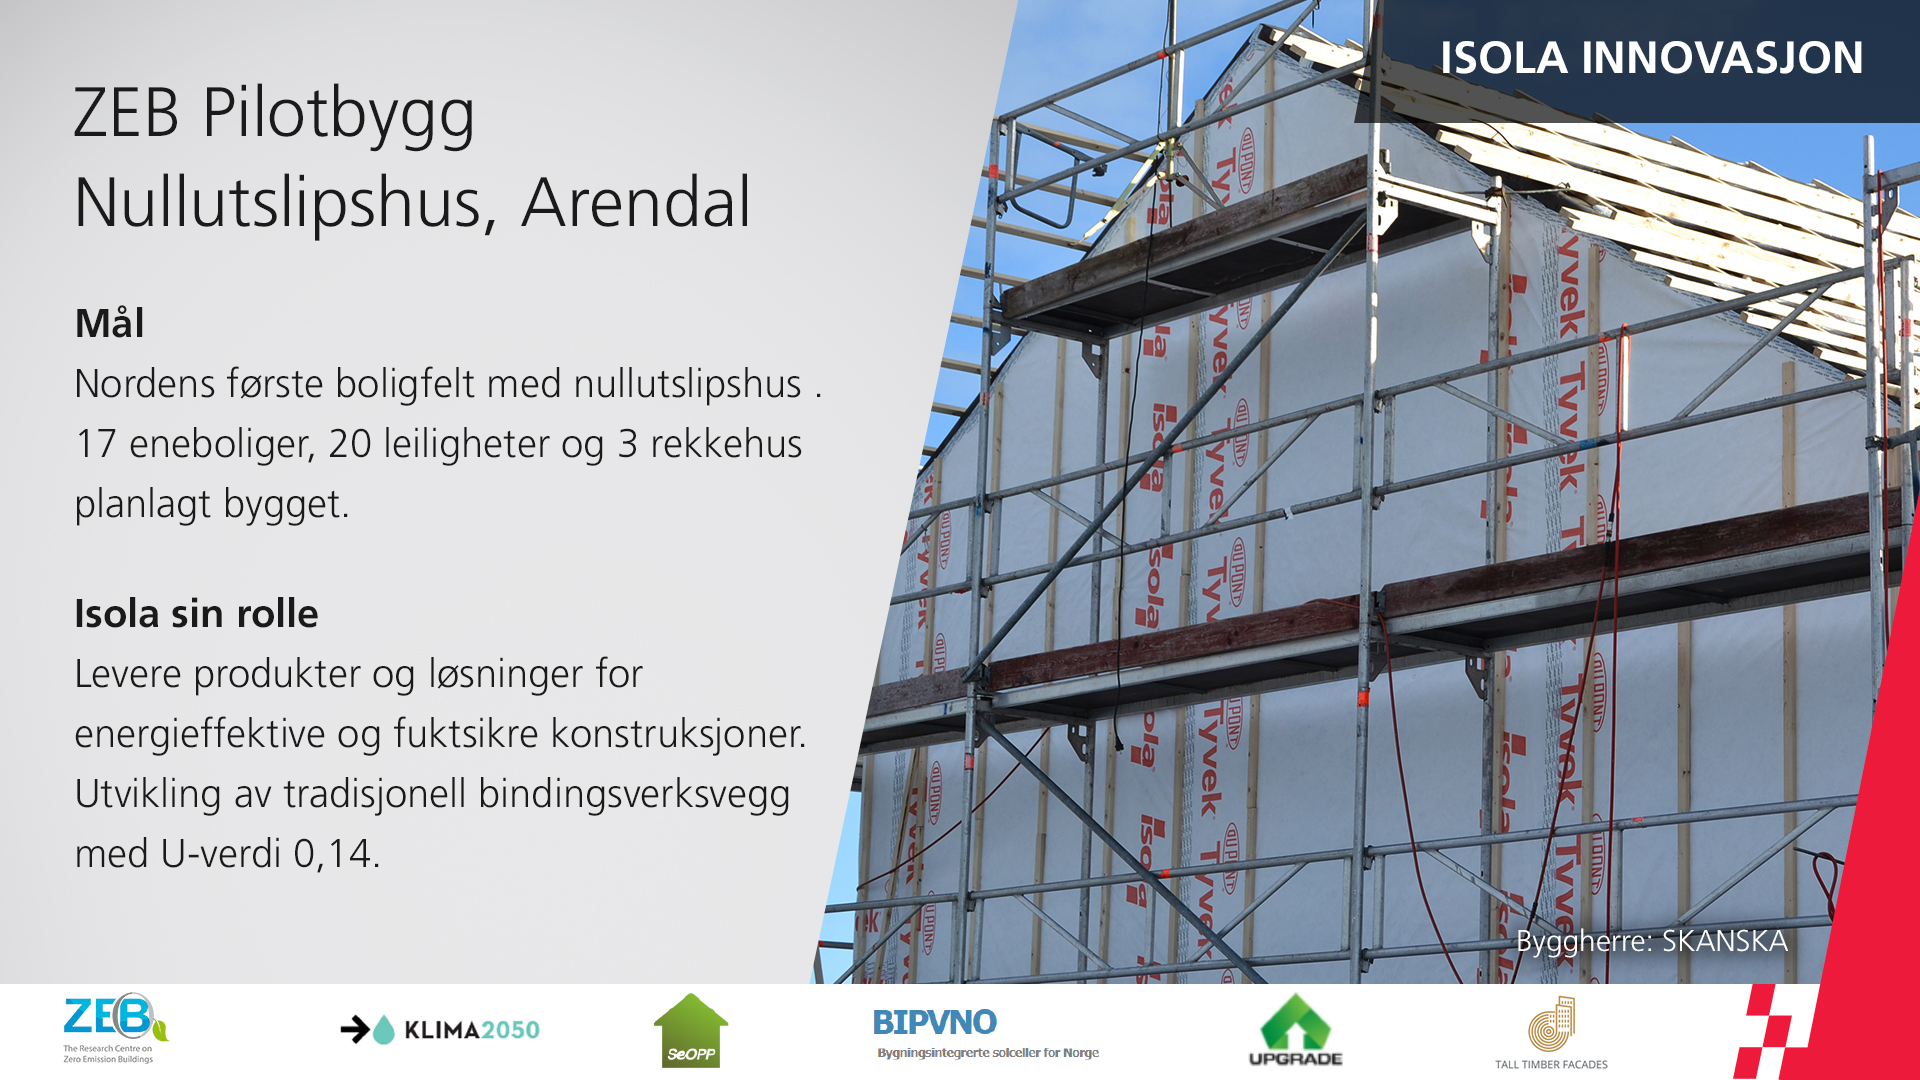 ISOLA INNOVASJON
ZEB Pilotbygg
Nullutslipshus, Arendal
Mål
Nordens første boligfelt med nullutslipshus .
17 eneboliger, 20 leiligheter og 3 rekkehus
planlagt bygget.
Isola sin rolle
Levere produkter og løsninger for
energieffektive og fuktsikre konstruksjoner.
Utvikling av tradisjonell bindingsverksvegg
med U-verdi 0,14.
isola
DUPONT
Tyvek
Byggherre: SKANSKA
ZEB
The Research Centre on
Zero Emission Buildings
KLIMA2050
SeOPP
BIPVNO
Bygningsintegrerte solceller for Norge
UPGRADE
TALL TIMBER FACADES